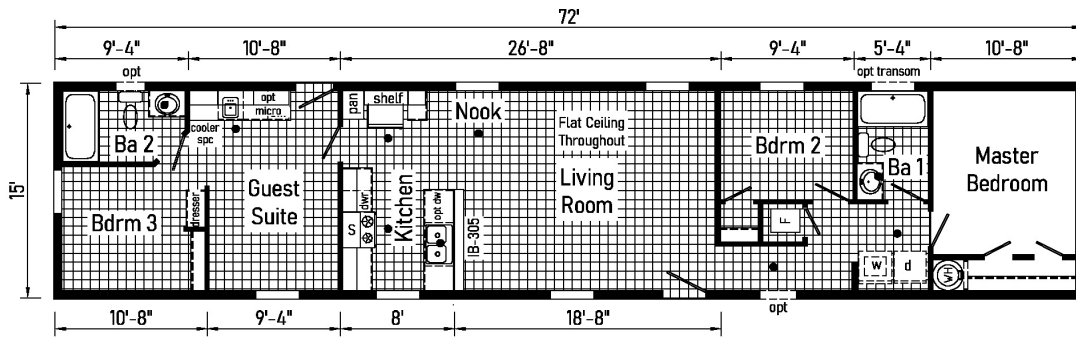 72'
9'-4"
10'-8"
26'-8"
9'-4"
5'-4"
10'-8"
opt
opt transom
15'
Ba 2
cooler
spc
opt
micro
pan
shelf
Nook
Flat Ceiling
Throughout
Bdrm 2
Ba 1
Master
Bedroom
Guest
Suite
Living
Room
Bdrm 3
dresser
dwr
S
Kitchen
opt dw
IB-305
F
W
d
WH
opt
10'-8"
9'-4"
8'
18'-8"